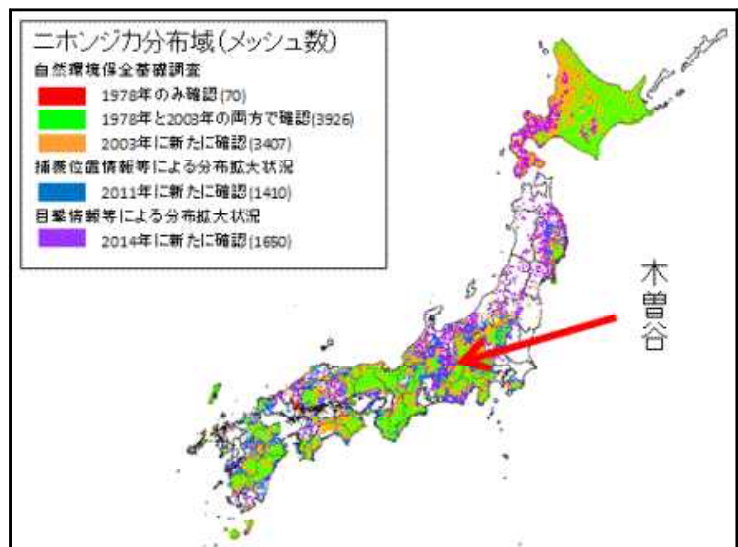 ニホンジカ分布域(メッシュ数)
自然環境保全基礎調査
1978年のみ確認(70)
1978年と2003年の両方で確認(3926)
2003年に新たに確認(3407)
捕獲位置情報等による分布拡大状況
2011年に新たに確認(1410)
目撃情報等による分布拡大状況
2014年に新たに確認(1650)
木曽谷